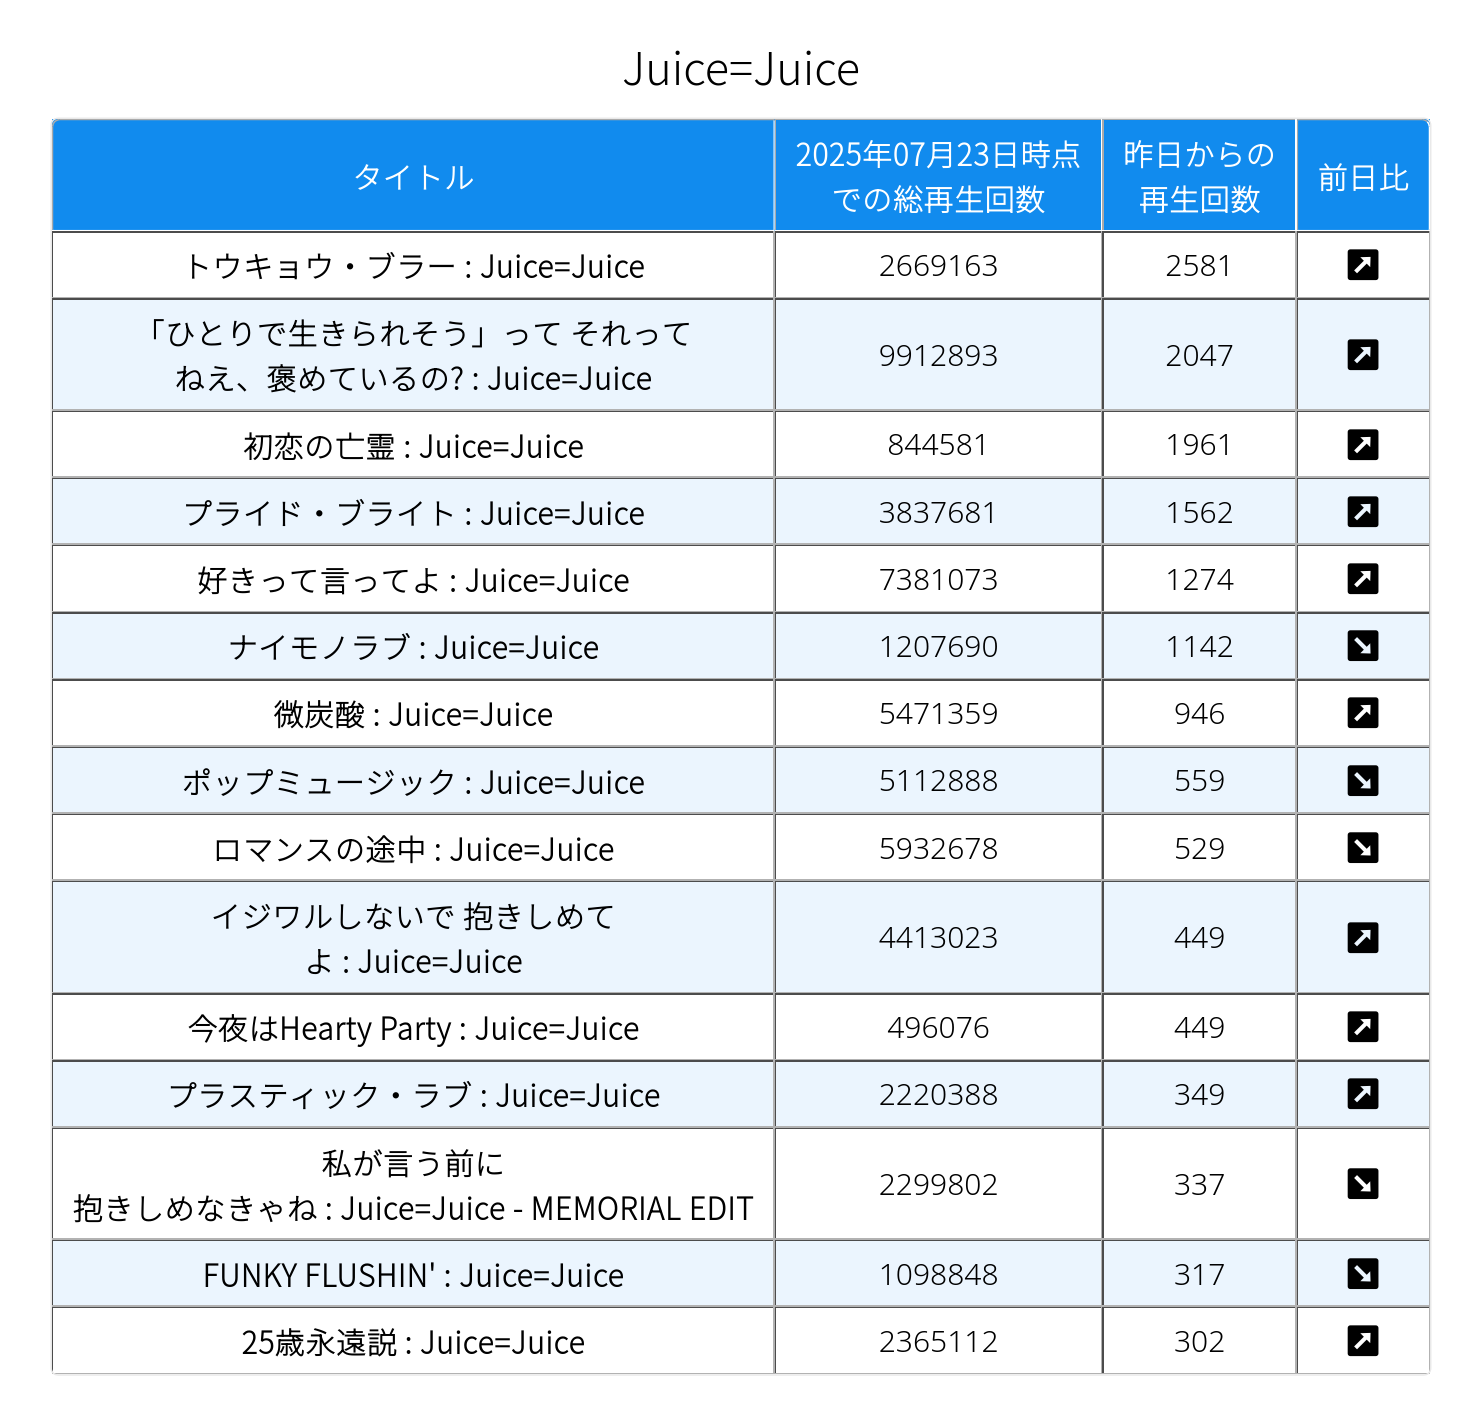 Juice=Juice
タイトル
2025年07月23日時点
での総再生回数
昨日からの
再生回数
前日比
トウキョウ・ブラー : Juice=Juice
2669163
2581
「ひとりで生きられそう」って それって
ねえ、褒めているの? : Juice=Juice
9912893
2047
初恋の亡霊 : Juice=Juice
844581
1961
プライド・ブライト : Juice=Juice
3837681
1562
好きって言ってよ : Juice=Juice
7381073
1274
ナイモノラブ : Juice=Juice
1207690
1142
微炭酸 : Juice=Juice
5471359
946
ポップミュージック : Juice=Juice
5112888
559
ロマンスの途中 : Juice=Juice
5932678
529
イジワルしないで 抱きしめて
よ : Juice=Juice
4413023
449
今夜はHearty Party : Juice=Juice
496076
449
プラスティック・ラブ : Juice=Juice
2220388
349
私が言う前に
抱きしめなきゃね : Juice=Juice - MEMORIAL EDIT
2299802
337
FUNKY FLUSHIN' : Juice=Juice
1098848
317
25歳永遠説 : Juice=Juice
2365112
302